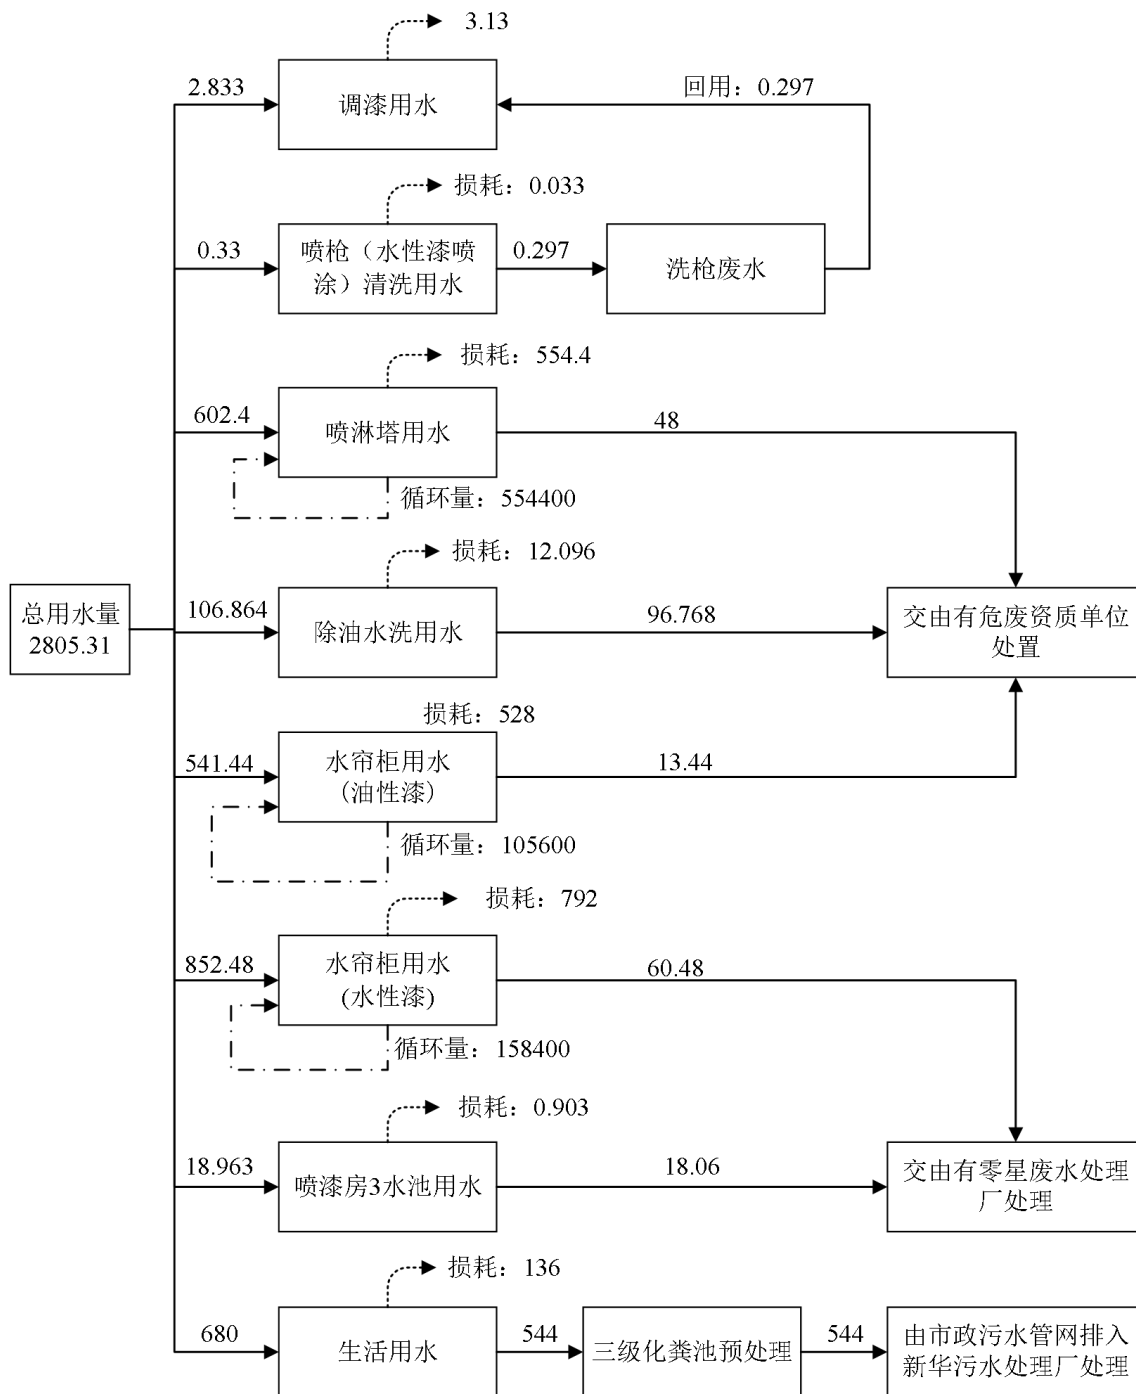 3.13
2.833
调漆用水
回用：0.297
损耗：0.033
0.33
喷枪（水性漆喷
涂）清洗用水
0.297
洗枪废水
损耗：554.4
602.4
喷淋塔用水
48
循环量：554400
损耗：12.096
总用水量
2805.31
106.864
除油水洗用水
96.768
交由有危废资质单位
处置
损耗：528
541.44
水帘柜用水
(油性漆)
13.44
循环量：105600
损耗：792
852.48
水帘柜用水
(水性漆)
60.48
循环量：158400
损耗：0.903
18.963
喷漆房3水池用水
18.06
交由有零星废水处理
厂处理
损耗：136
680
生活用水
544
三级化粪池预处理
544
由市政污水管网排入
新华污水处理厂处理